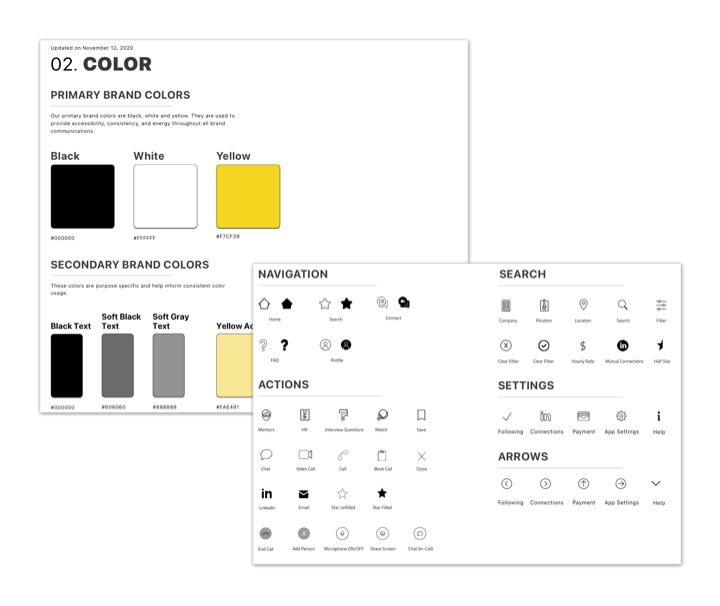 Updated on November 12, 2020
02. COLOR
PRIMARY BRAND COLORS
Our primary brand colors are black, white and yellow. They are used to
provide accessibility, consistency, and energy throughout all brand
communications.
Black White Yellow
#000000 #FFFFFF #F7CF39
SECONDARY BRAND COLORS
These colors are purpose specific and help inform consistent color
usage.
Black Text Soft Black Text Soft Gray Text Yellow Ac
#000000 #606060 #888888 #FAE491
NAVIGATION
Home Search Connect
FAQ Profile
ACTIONS
Mentors HR Interview Questions Match Save
Chat Video Call Call Book Call Close
in
LinkedIn Email Star Unfilled Star Filled
End Call Add Person Microphone ON/OFF Share Screen Chat (In-Call)
SEARCH
Company Position Location Search Filter
Clear Filter Clear Filter Hourly Rate Mutual Connections Half Star
SETTINGS
Following Connections Payment App Settings Help
ARROWS
Following Connections Payment App Settings Help